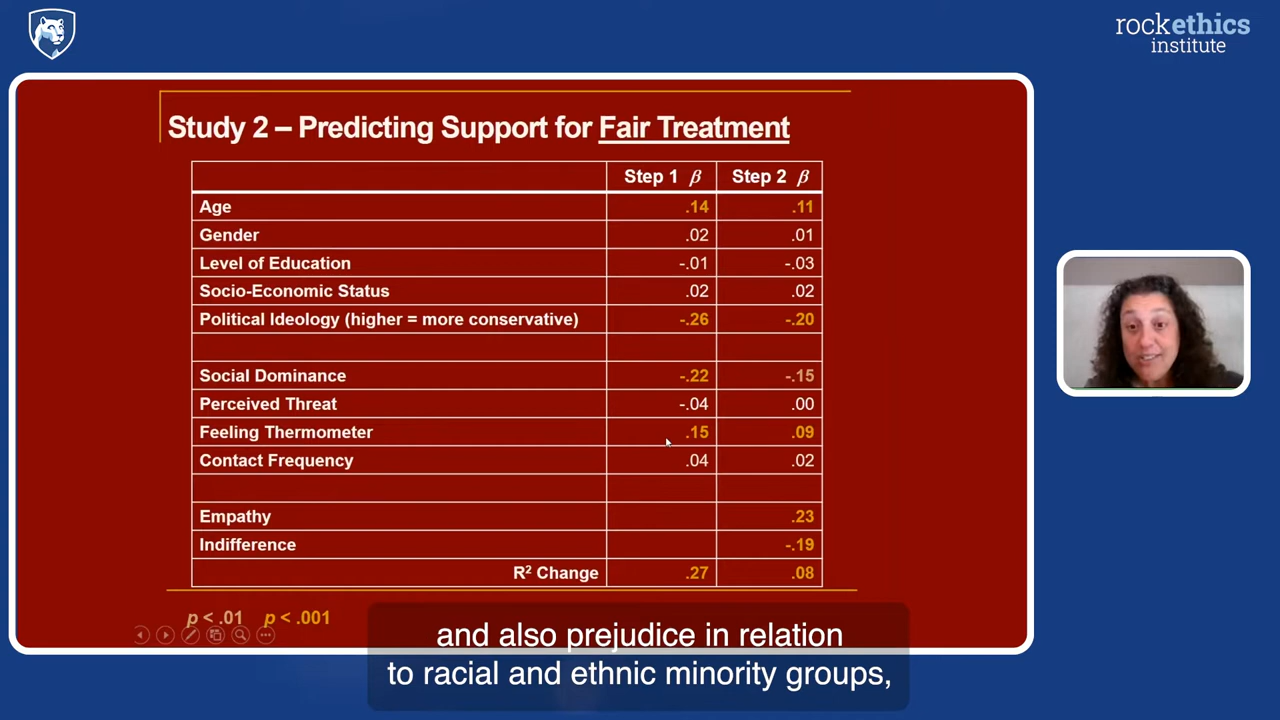 rockethics
institute
Study 2 – Predicting Support for Fair Treatment
Step 1 β Step 2 β
Age .14 .11
Gender .02 .01
Level of Education -.01 -.03
Socio-Economic Status .02 .02
Political Ideology (higher = more conservative) -.26 -.20
Social Dominance -.22 -.15
Perceived Threat -.04 .00
Feeling Thermometer .15 .09
Contact Frequency .04 .02
Empathy .23
Indifference -.19
R² Change .27 .08
p < .01 p < .001
and also prejudice in relation
to racial and ethnic minority groups,